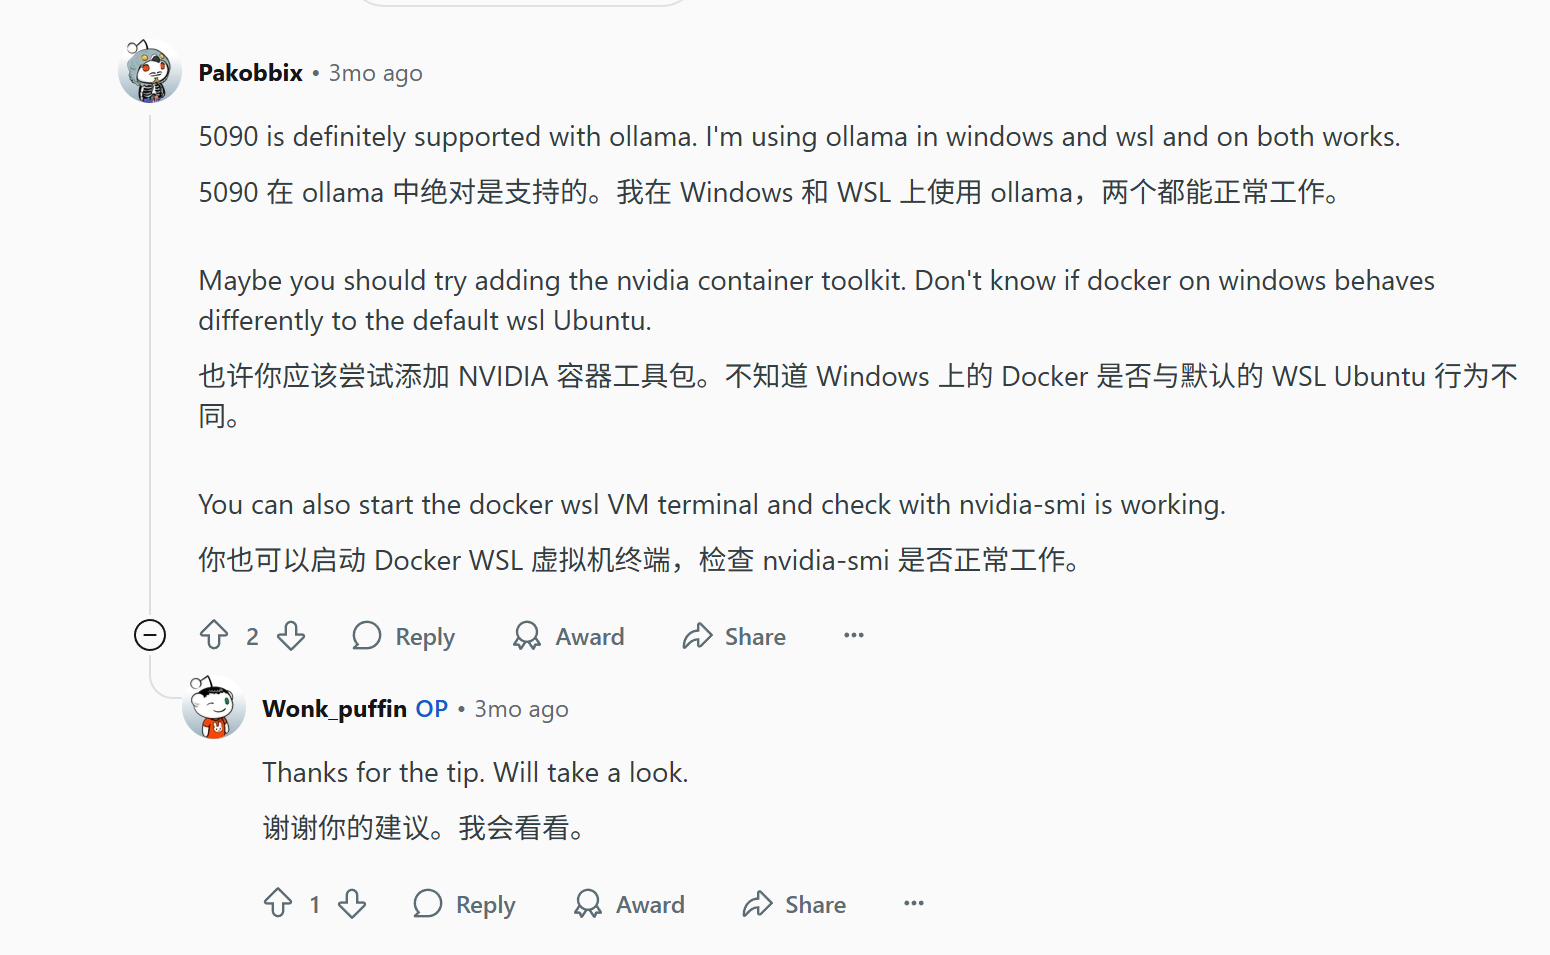 Pakobbix • 3mo ago
5090 is definitely supported with ollama. I'm using ollama in windows and wsl and on both works.
5090 在 ollama 中绝对是支持的。我在 Windows 和 WSL 上使用 ollama，两个都能正常工作。
Maybe you should try adding the nvidia container toolkit. Don't know if docker on windows behaves
differently to the default wsl Ubuntu.
也许你应该尝试添加 NVIDIA 容器工具包。不知道 Windows 上的 Docker 是否与默认的 WSL Ubuntu 行为不
同。
You can also start the docker wsl VM terminal and check with nvidia-smi is working.
你也可以启动 Docker WSL 虚拟机终端，检查 nvidia-smi 是否正常工作。
2 Reply Award Share
Wonk_puffin OP • 3mo ago
Thanks for the tip. Will take a look.
谢谢你的建议。我会看看。
1 Reply Award Share